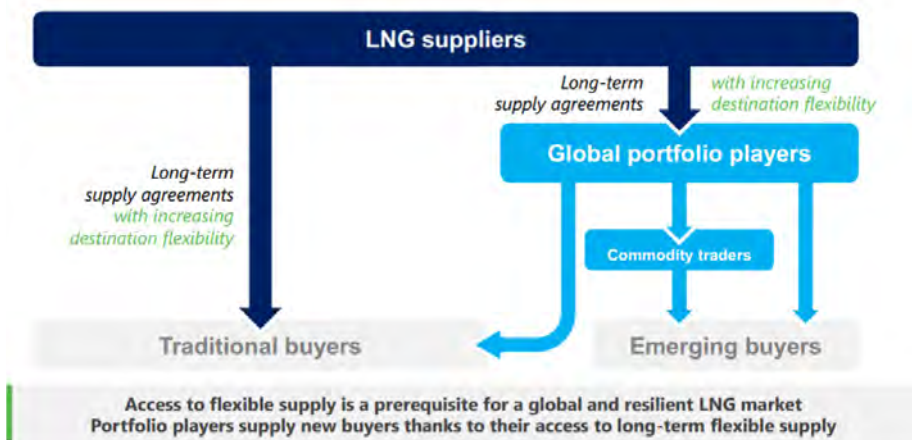 LNG suppliers
Long-term
supply agreements
with increasing
destination flexibility
Global portfolio players
Long-term
supply agreements
with increasing
destination flexibility
Commodity traders
Traditional buyers
Emerging buyers
Access to flexible supply is a prerequisite for a global and resilient LNG market
Portfolio players supply new buyers thanks to their access to long-term flexible supply